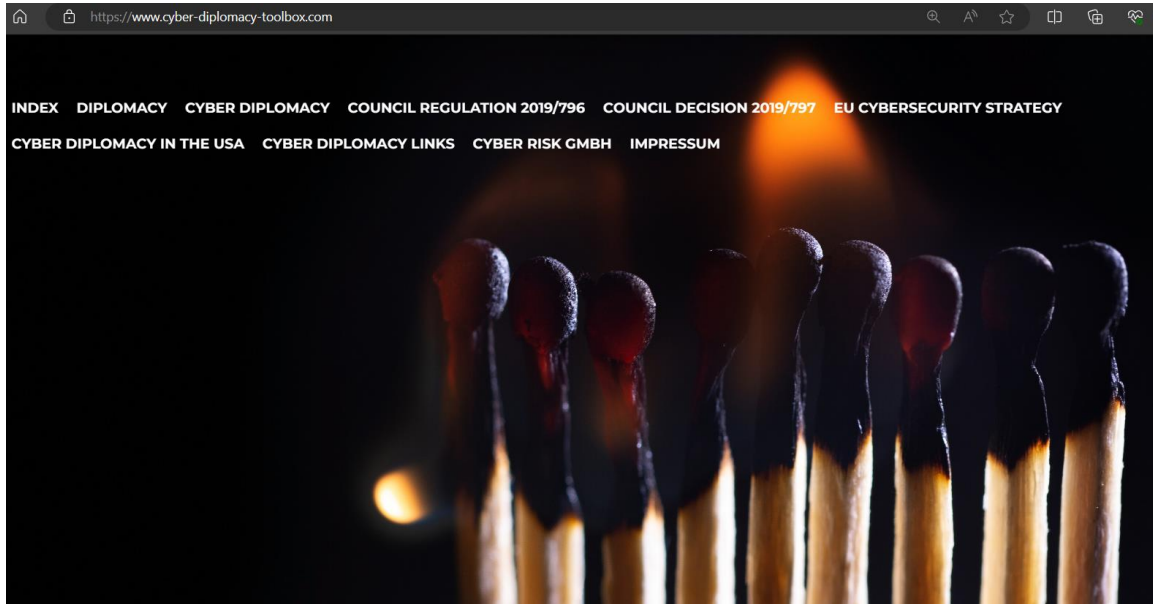 https://www.cyber-diplomacy-toolbox.com
INDEX DIPLOMACY CYBER DIPLOMACY COUNCIL REGULATION 2019/796 COUNCIL DECISION 2019/797 EU CYBERSECURITY STRATEGY
CYBER DIPLOMACY IN THE USA CYBER DIPLOMACY LINKS CYBER RISK GMBH IMPRESSUM